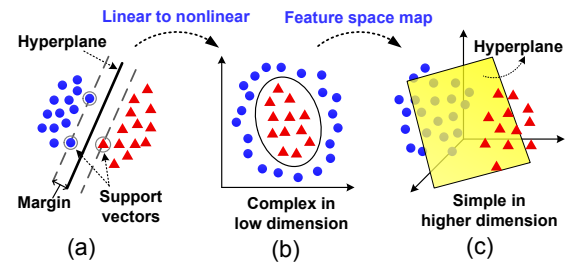 Linear to nonlinear
Feature space map
Hyperplane
Hyperplane
Margin
Support
vectors
Complex in
low dimension
Simple in
higher dimension
(a)
(b)
(c)